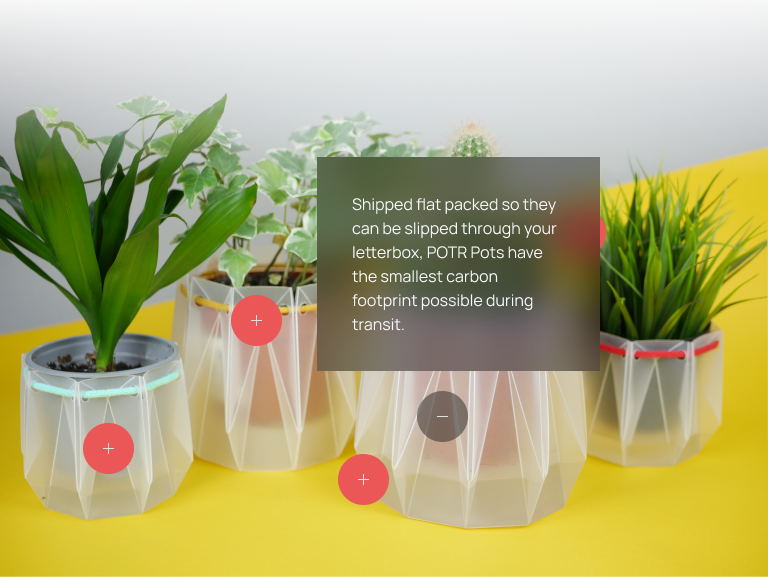 Shipped flat packed so they
can be slipped through your
letterbox, POTR Pots have
the smallest carbon
footprint possible during
transit.